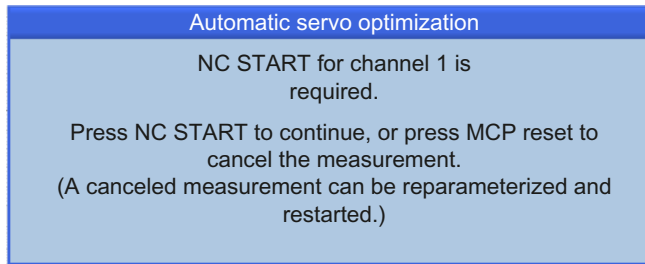 Automatic servo optimization
NC START for channel 1 is
required.
Press NC START to continue, or press MCP reset to
cancel the measurement.
(A canceled measurement can be reparameterized and
restarted.)